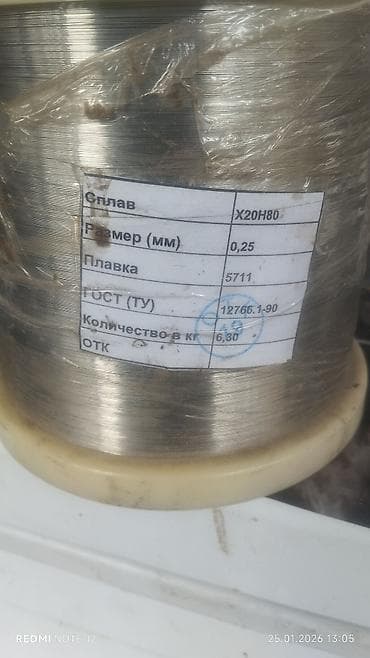 Сплав Х20Н80
Размер (мм) 0,25
Плавка 5711
ГОСТ (ТУ) 12766.1-90
Количество в кг 6,80
ОТК
19
REDMI NOTE 12
25.01.2026 13:05